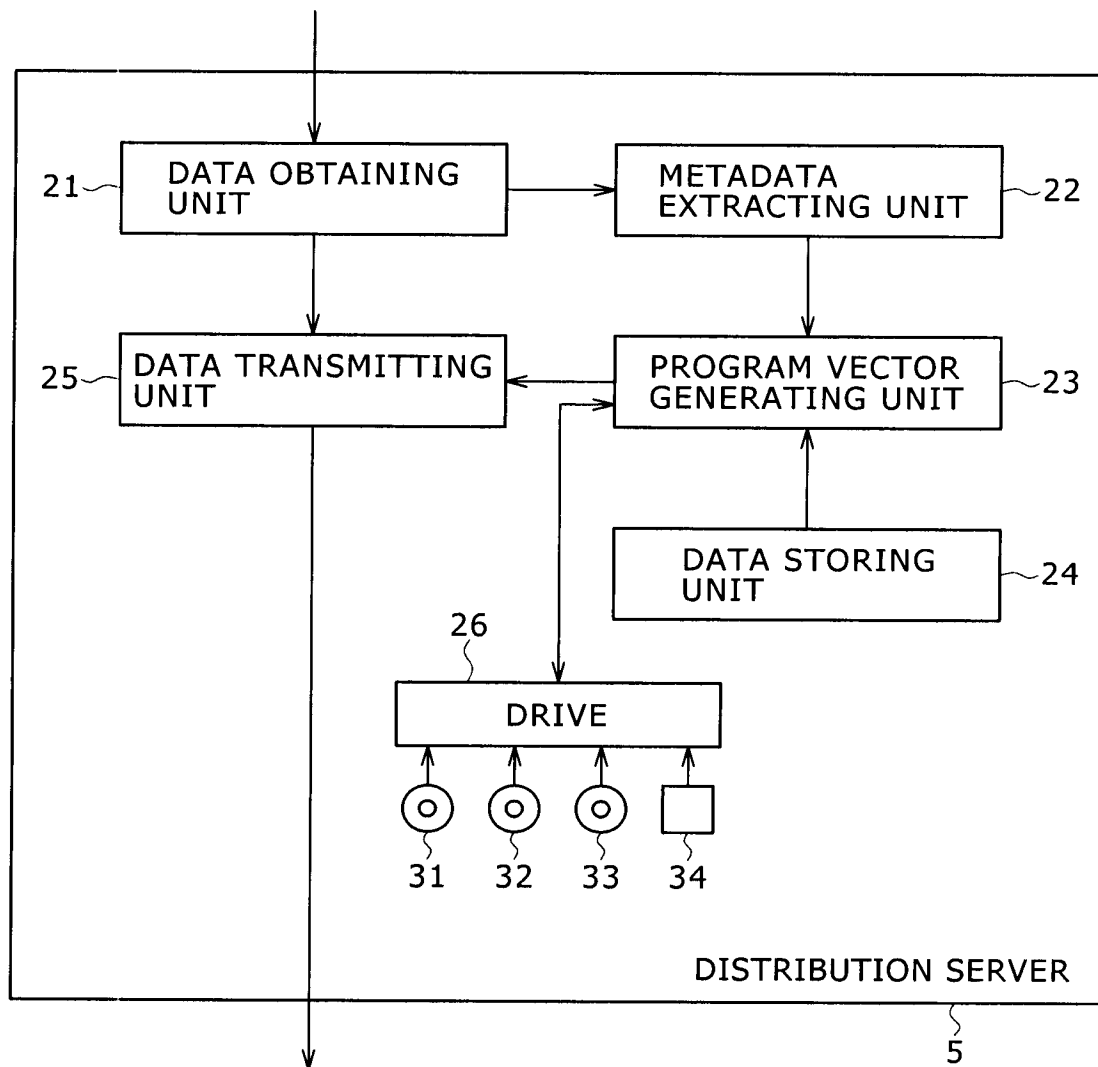 21
DATA OBTAINING
UNIT
METADATA
EXTRACTING UNIT
22
25
DATA TRANSMITTING
UNIT
PROGRAM VECTOR
GENERATING UNIT
23
DATA STORING
UNIT
24
26
DRIVE
31
32
33
34
DISTRIBUTION SERVER
5